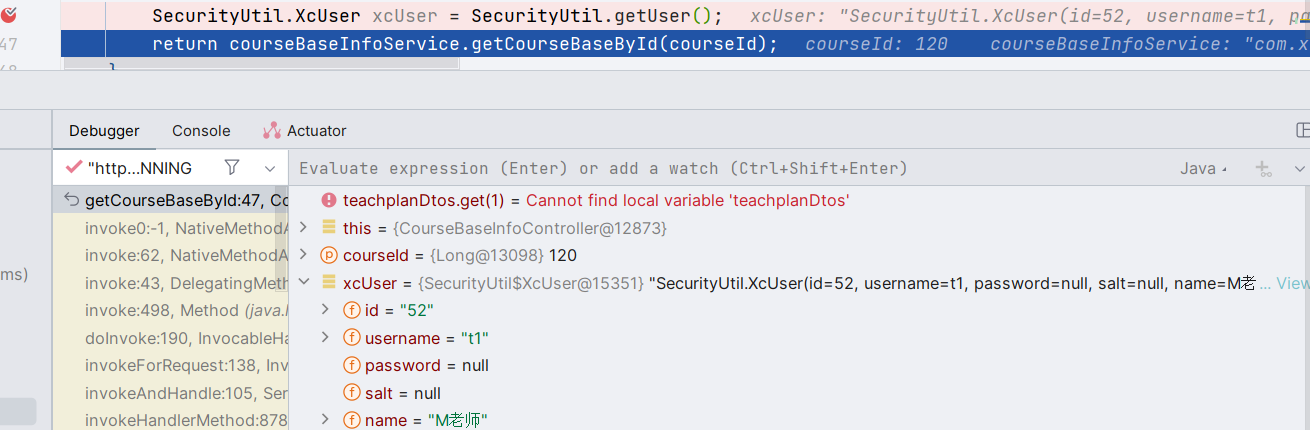 SecurityUtil.XcUser xcUser = SecurityUtil.getUser(); xcUser: "SecurityUtil.XcUser(id=52, username=t1, pa
47 return courseBaseInfoService.getCourseBaseById(courseId); courseId: 120 courseBaseInfoService: "com.x
48 }
Debugger Console Actuator
"http...NNING Evaluate expression (Enter) or add a watch (Ctrl+Shift+Enter) Java
getCourseBaseById:47, Co
teachplanDtos.get(1) = Cannot find local variable 'teachplanDtos'
invoke0:-1, NativeMethodA
this = {CourseBaseInfoController@12873}
invoke:62, NativeMethodA
courseId = {Long@13098} 120
ms) invoke:43, DelegatingMeth
xcUser = {SecurityUtil$XcUser@15351} "SecurityUtil.XcUser(id=52, username=t1, password=null, salt=null, name=M老 ... View
invoke:498, Method (java.l
id = "52"
doInvoke:190, InvocableHa
username = "t1"
invokeForRequest:138, Inv
password = null
invokeAndHandle:105, Ser
salt = null
invokeHandlerMethod:878
name = "M老师"